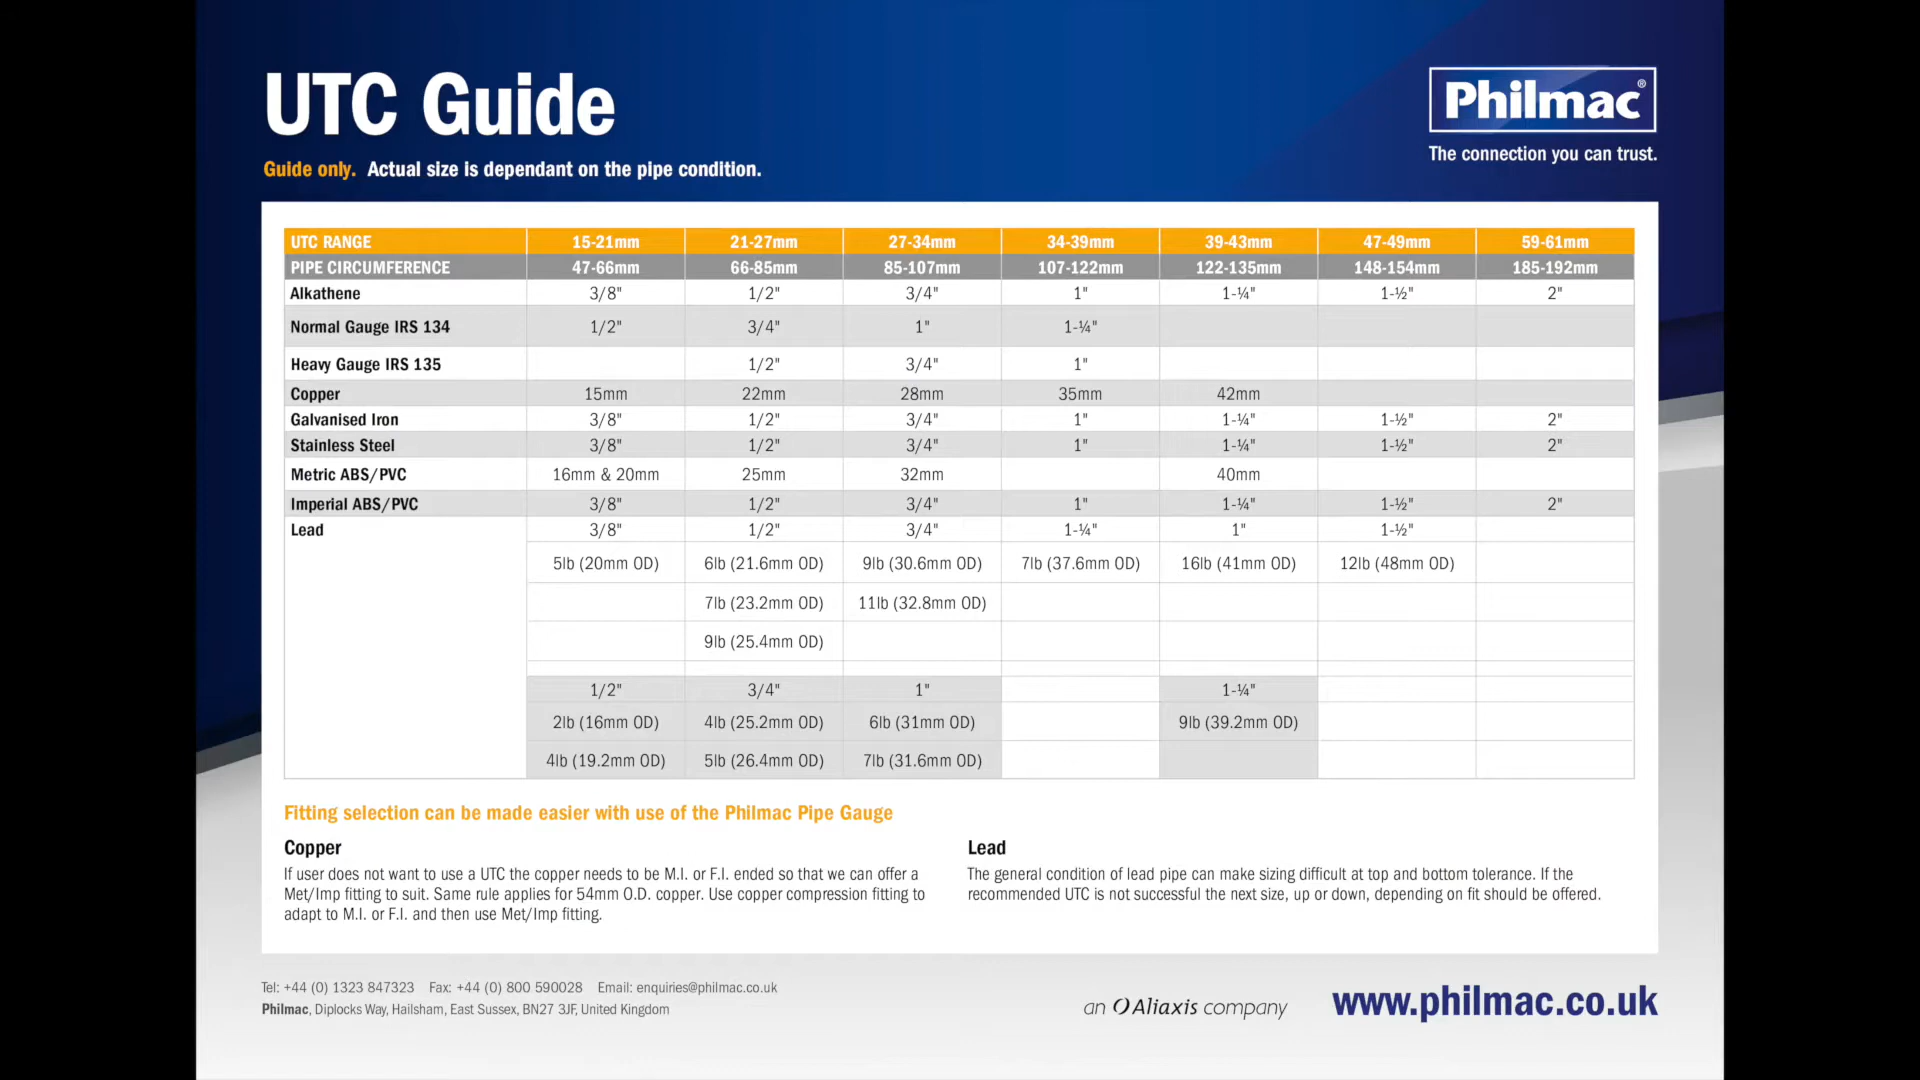 UTC Guide
Philmac®
The connection you can trust.
Guide only. Actual size is dependant on the pipe condition.
UTC RANGE 15-21mm 21-27mm 27-34mm 34-39mm 39-43mm 47-49mm 59-61mm
PIPE CIRCUMFERENCE 47-66mm 66-85mm 85-107mm 107-122mm 122-135mm 148-154mm 185-192mm
Alkathene 3/8" 1/2" 3/4" 1" 1-¼" 1-½" 2"
Normal Gauge IRS 134 1/2" 3/4" 1" 1-¼"
Heavy Gauge IRS 135 1/2" 3/4" 1"
Copper 15mm 22mm 28mm 35mm 42mm
Galvanised Iron 3/8" 1/2" 3/4" 1" 1-¼" 1-½" 2"
Stainless Steel 3/8" 1/2" 3/4" 1" 1-¼" 1-½" 2"
Metric ABS/PVC 16mm & 20mm 25mm 32mm 40mm
Imperial ABS/PVC 3/8" 1/2" 3/4" 1" 1-¼" 1-½" 2"
Lead 3/8" 1/2" 3/4" 1-¼" 1" 1-½"
5lb (20mm OD) 6lb (21.6mm OD) 9lb (30.6mm OD) 7lb (37.6mm OD) 16lb (41mm OD) 12lb (48mm OD)
7lb (23.2mm OD) 11lb (32.8mm OD)
9lb (25.4mm OD)
1/2" 3/4" 1" 1-¼"
2lb (16mm OD) 4lb (25.2mm OD) 6lb (31mm OD) 9lb (39.2mm OD)
4lb (19.2mm OD) 5lb (26.4mm OD) 7lb (31.6mm OD)
Fitting selection can be made easier with use of the Philmac Pipe Gauge
Copper
If user does not want to use a UTC the copper needs to be M.I. or F.I. ended so that we can offer a
Met/Imp fitting to suit. Same rule applies for 54mm O.D. copper. Use copper compression fitting to
adapt to M.I. or F.I. and then use Met/Imp fitting.
Lead
The general condition of lead pipe can make sizing difficult at top and bottom tolerance. If the
recommended UTC is not successful the next size, up or down, depending on fit should be offered.
Tel: +44 (0) 1323 847323 Fax: +44 (0) 800 590028 Email: enquiries@philmac.co.uk
Philmac, Diplocks Way, Hailsham, East Sussex, BN27 3JF, United Kingdom
an Aliaxis company
www.philmac.co.uk